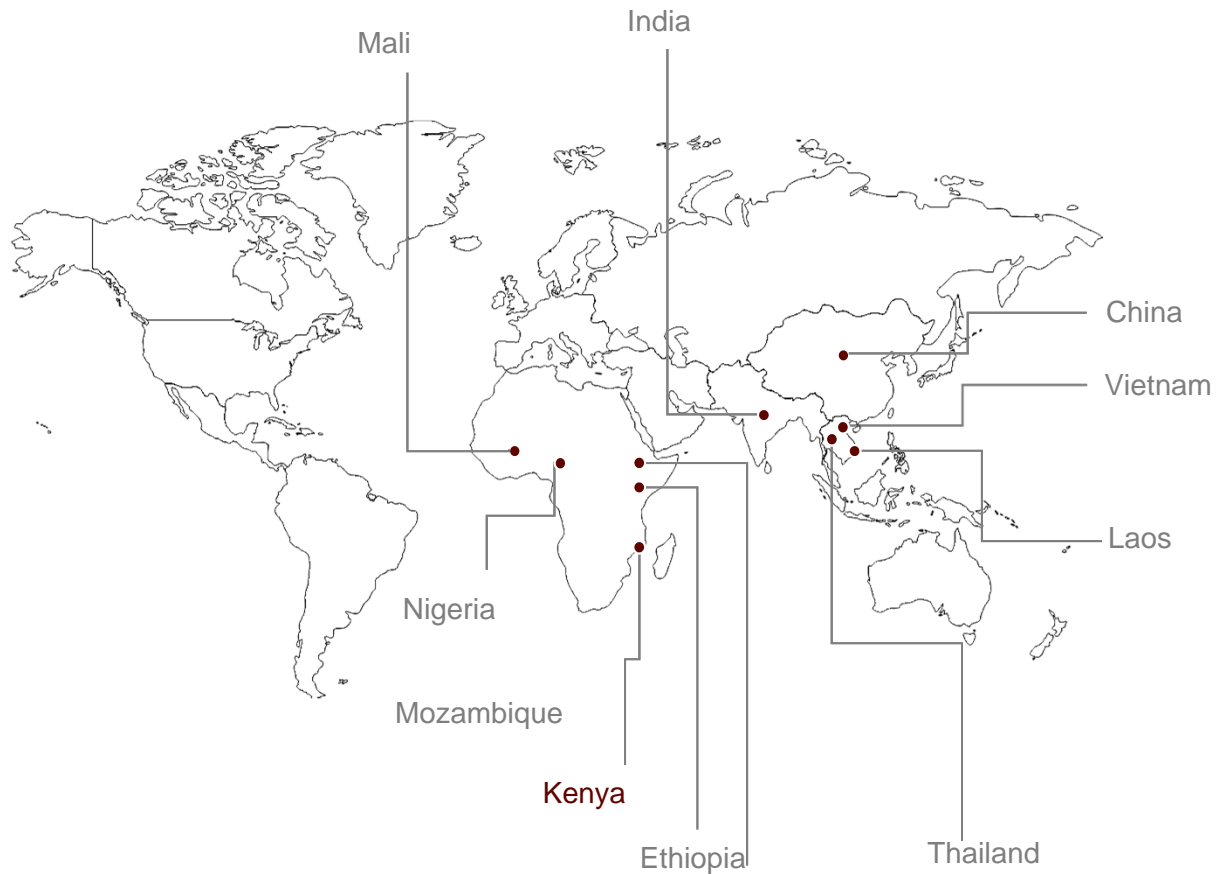 India
Mali
China
Vietnam
Laos
Nigeria
Mozambique
Kenya
Ethiopia
Thailand